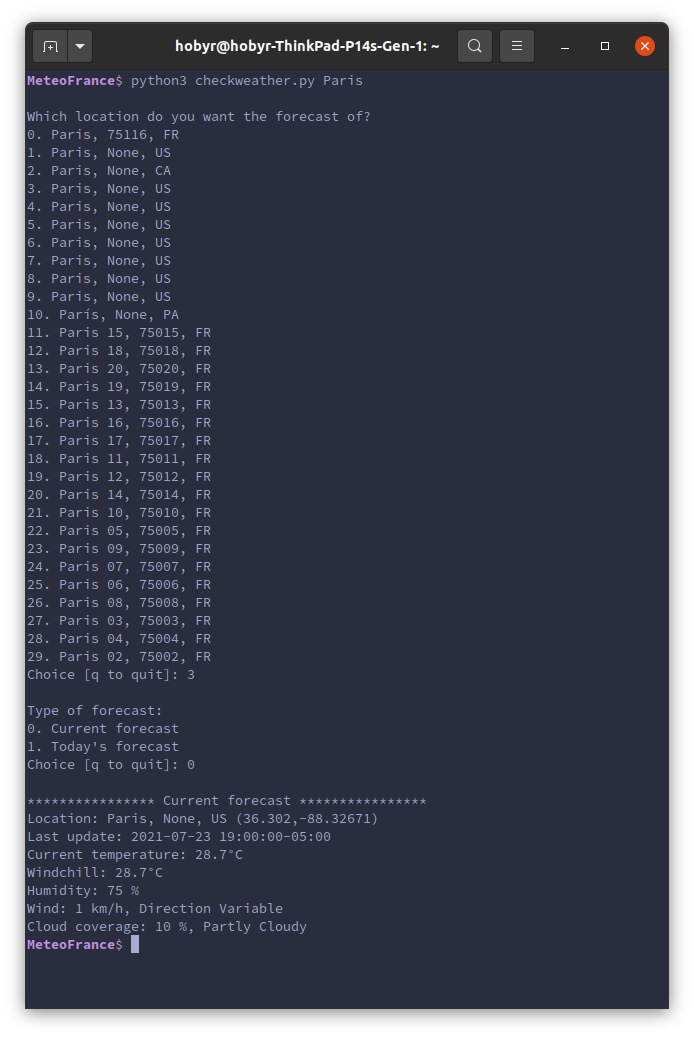 hobyr@hobyr-ThinkPad-P14s-Gen-1: ~
MeteoFrance$ python3 checkweather.py Paris
Which location do you want the forecast of?
0. Paris, 75116, FR
1. Paris, None, US
2. Paris, None, CA
3. Paris, None, US
4. Paris, None, US
5. Paris, None, US
6. Paris, None, US
7. Paris, None, US
8. Paris, None, US
9. Paris, None, US
10. París, None, PA
11. Paris 15, 75015, FR
12. Paris 18, 75018, FR
13. Paris 20, 75020, FR
14. Paris 19, 75019, FR
15. Paris 13, 75013, FR
16. Paris 16, 75016, FR
17. Paris 17, 75017, FR
18. Paris 11, 75011, FR
19. Paris 12, 75012, FR
20. Paris 14, 75014, FR
21. Paris 10, 75010, FR
22. Paris 05, 75005, FR
23. Paris 09, 75009, FR
24. Paris 07, 75007, FR
25. Paris 06, 75006, FR
26. Paris 08, 75008, FR
27. Paris 03, 75003, FR
28. Paris 04, 75004, FR
29. Paris 02, 75002, FR
Choice [q to quit]: 3
Type of forecast:
0. Current forecast
1. Today's forecast
Choice [q to quit]: 0
**************** Current forecast ****************
Location: Paris, None, US (36.302,-88.32671)
Last update: 2021-07-23 19:00:00-05:00
Current temperature: 28.7°C
Windchill: 28.7°C
Humidity: 75 %
Wind: 1 km/h, Direction Variable
Cloud coverage: 10 %, Partly Cloudy
MeteoFrance$